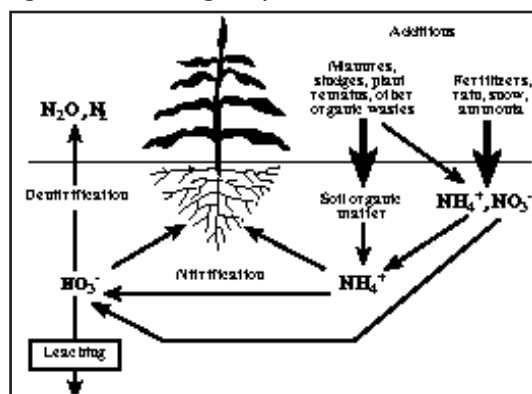 Additions
Manures,
sludges, plant
remains, other
organic wastes
Fertilizers,
rain, snow,
ammonia
N₂O, N₂
Denitrification
Soil organic
matter
NH₄⁺, NO₃⁻
Nitrification
NO₃⁻
NH₄⁺
Leaching